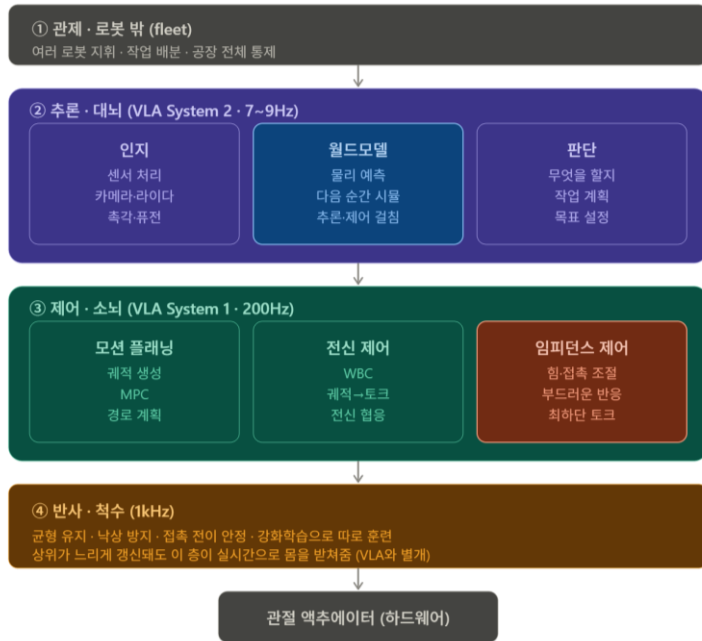 ① 관제 · 로봇 밖 (fleet)
여러 로봇 지휘 · 작업 배분 · 공장 전체 통제
② 추론 · 대뇌 (VLA System 2 · 7~9Hz)
인지
센서 처리
카메라·라이다
촉각·퓨전
월드모델
물리 예측
다음 순간 시뮬
추론·제어 걸침
판단
무엇을 할지
작업 계획
목표 설정
③ 제어 · 소뇌 (VLA System 1 · 200Hz)
모션 플래닝
궤적 생성
MPC
경로 계획
전신 제어
WBC
궤적→토크
전신 협응
임피던스 제어
힘·접촉 조절
부드러운 반응
최하단 토크
④ 반사 · 척수 (1kHz)
균형 유지 · 낙상 방지 · 접촉 전이 안정 · 강화학습으로 따로 훈련
상위가 느리게 갱신돼도 이 층이 실시간으로 몸을 받쳐줌 (VLA와 별개)
관절 액추에이터 (하드웨어)